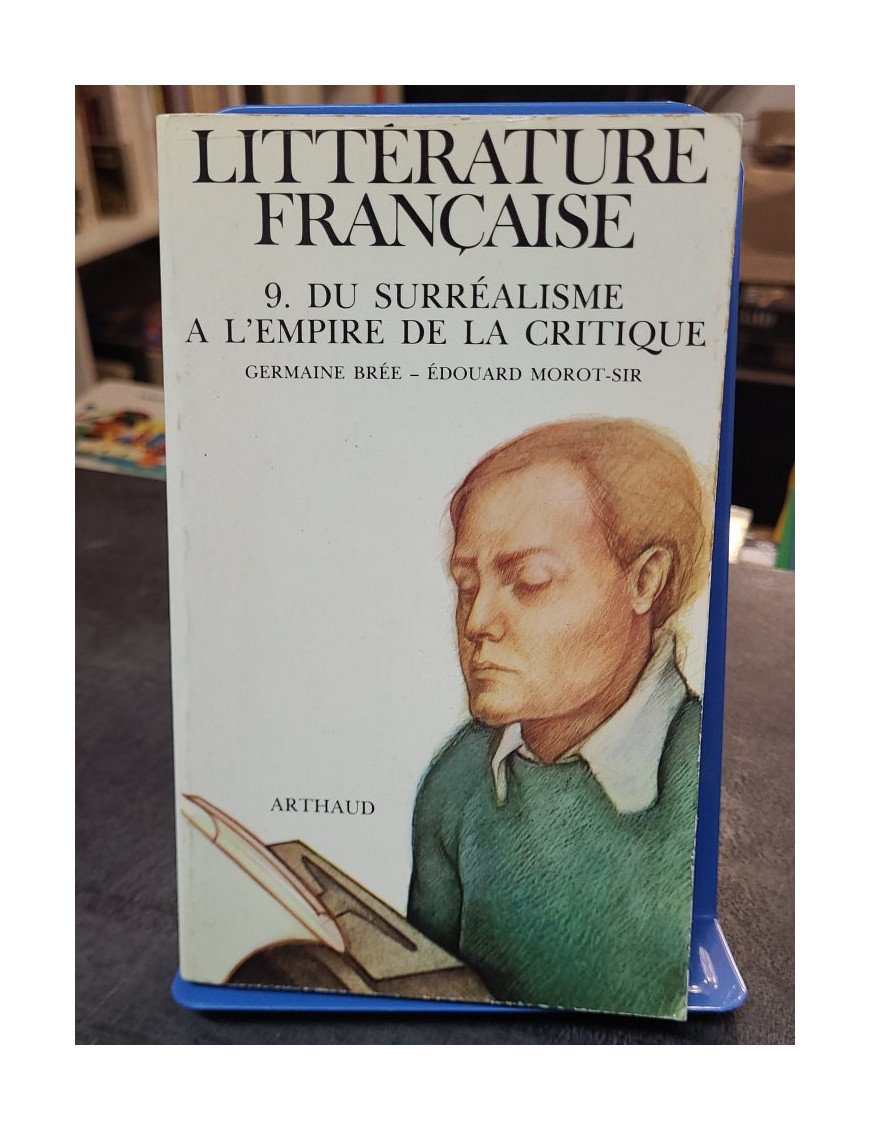 LITTÉRATURE
FRANÇAISE
9. DU SURRÉALISME
A L'EMPIRE DE LA CRITIQUE
GERMAINE BRÉE – ÉDOUARD MOROT-SIR
ARTHAUD